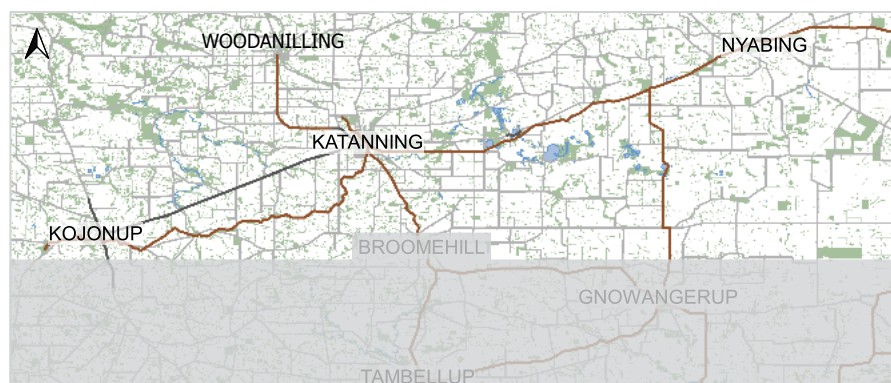 WOODANILLING
NYABING
KATANNING
KOJONUP
BROOMEHILL
GNOWANGERUP
TAMBELLUP